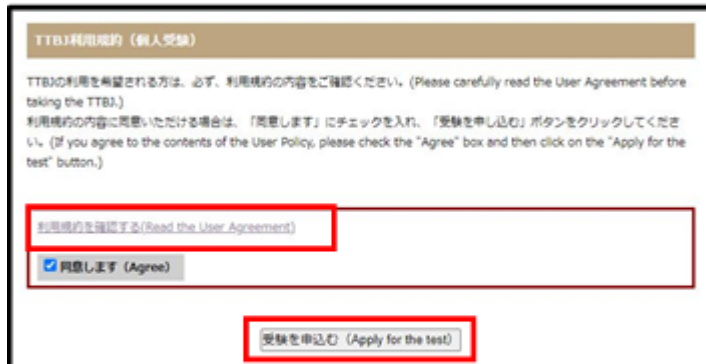 TTBJ利用規約（個人受験）
TTBJの利用を希望される方は、必ず、利用規約の内容をご確認ください。(Please carefully read the User Agreement before
taking the TTBJ.)
利用規約の内容に同意いただける場合は、「同意します」にチェックを入れ、「受験を申し込む」ボタンをクリックしてくださ
い。(If you agree to the contents of the User Policy, please check the "Agree" box and then click on the "Apply for the
test" button.)
利用規約を確認する(Read the User Agreement)
同意します（Agree）
受験を申込む（Apply for the test）